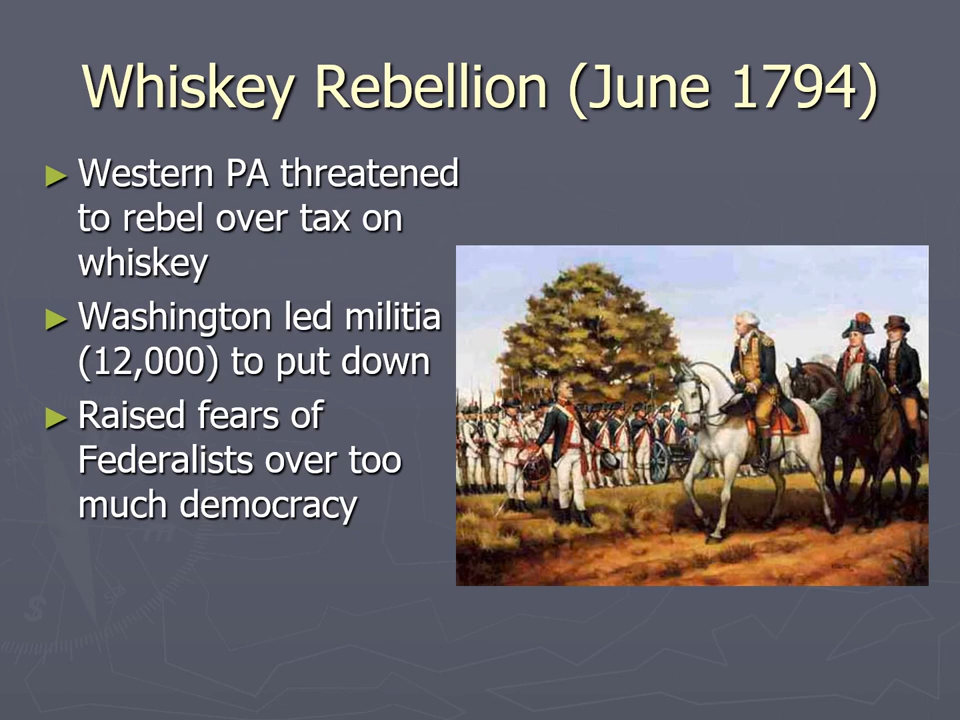 Whiskey Rebellion (June 1794)
► Western PA threatened
to rebel over tax on
whiskey
► Washington led militia
(12,000) to put down
► Raised fears of
Federalists over too
much democracy